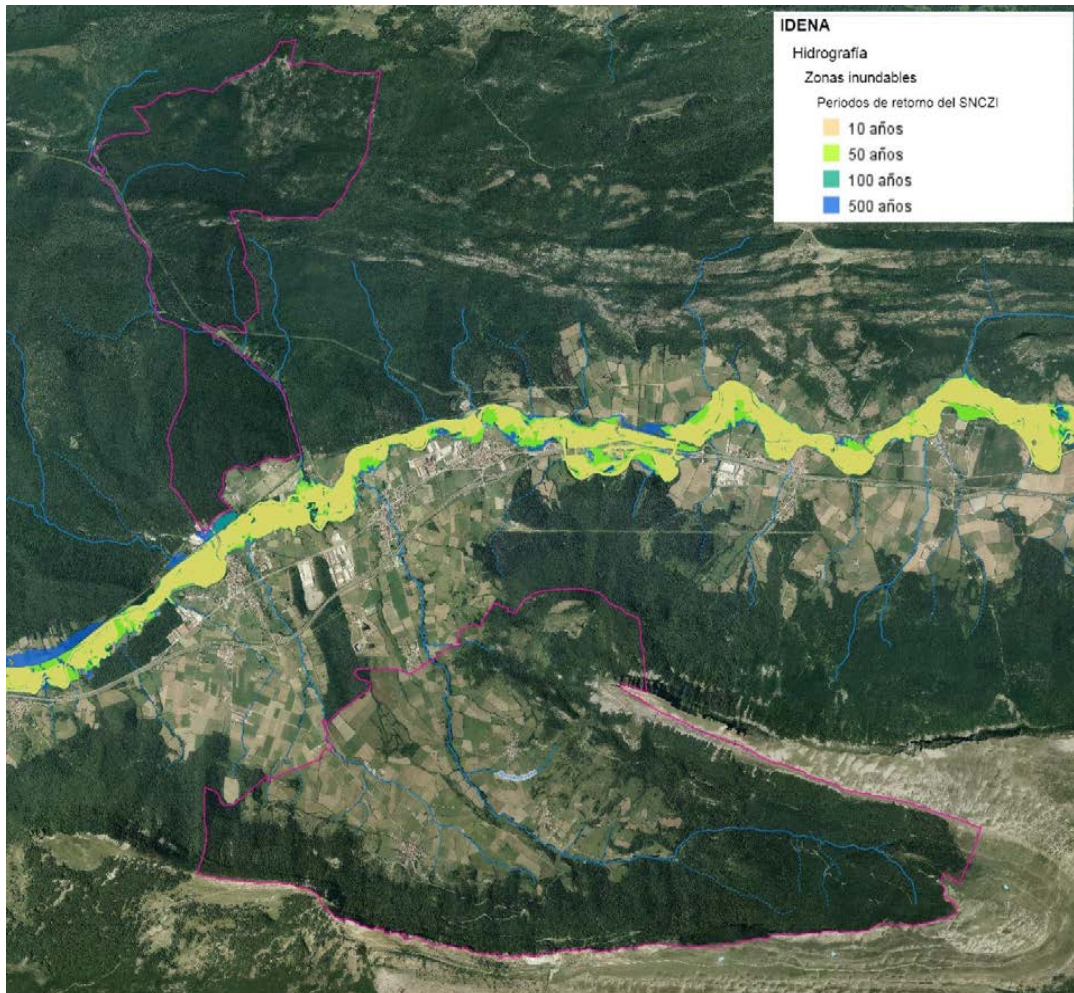 IDENA
Hidrografía
Zonas inundables
Periodos de retorno del SNCZI
10 años
50 años
100 años
500 años